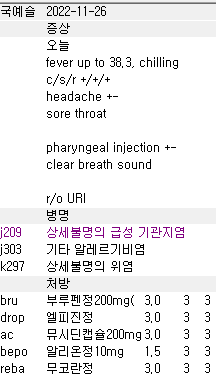 국예슬 2022-11-26
증상
오늘
fever up to 38.3, chilling
c/s/r +/+/+
headache +-
sore throat
pharyngeal injection +-
clear breath sound
r/o URI
병명
j209 상세불명의 급성 기관지염
j303 기타 알레르기비염
k297 상세불명의 위염
처방
bru 부루펜정200mg( 3.0 3 3
drop 엘피진정 3.0 3 3
ac 뮤시딘캡슐200mg 3.0 3 3
bepo 알리온정10mg 1.5 3 3
reba 무코란정 3.0 3 3